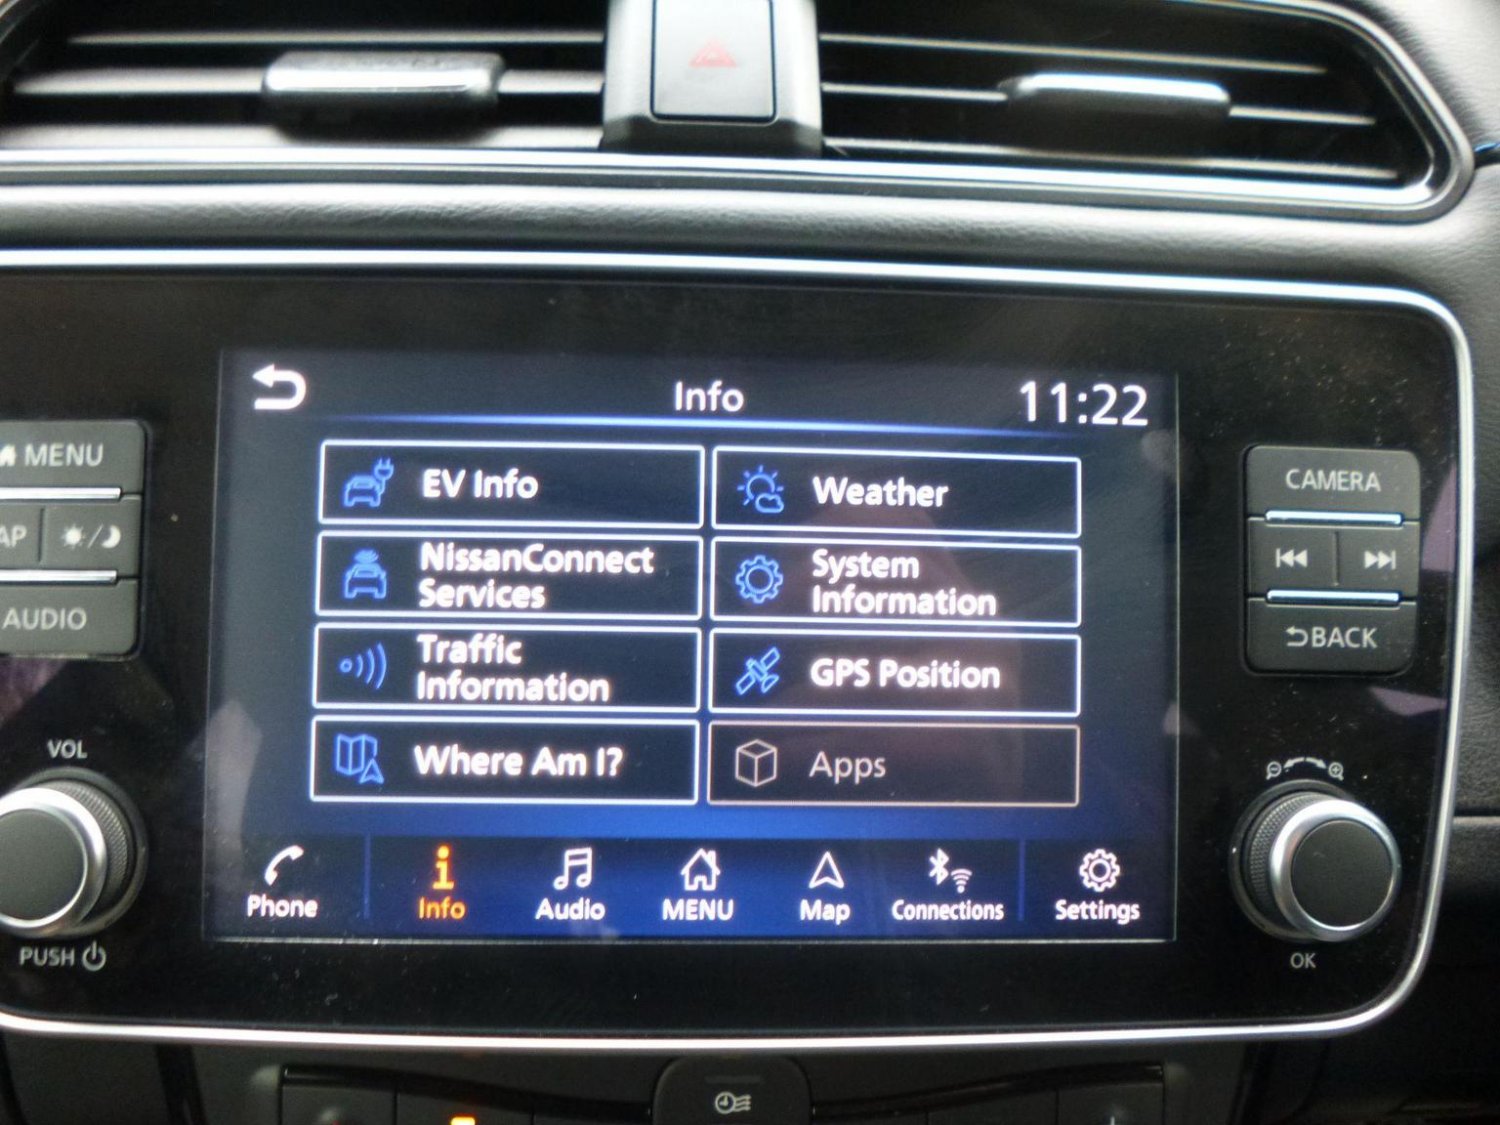 Info
11:22
MENU
AP
AUDIO
VOL
PUSH
EV Info
Weather
NissanConnect
Services
System
Information
Traffic
Information
GPS Position
Where Am I?
Apps
Phone
Info
Audio
MENU
Map
Connections
Settings
CAMERA
BACK
OK